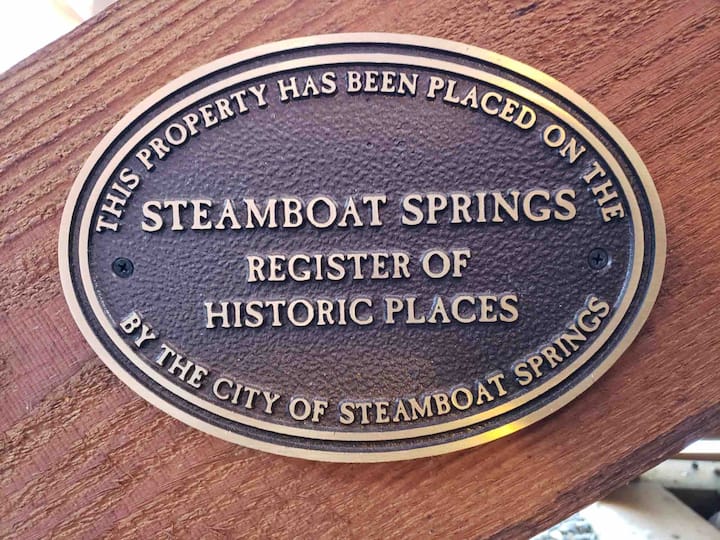 THIS PROPERTY HAS BEEN PLACED ON THE
STEAMBOAT SPRINGS
REGISTER OF
HISTORIC PLACES
BY THE CITY OF STEAMBOAT SPRINGS